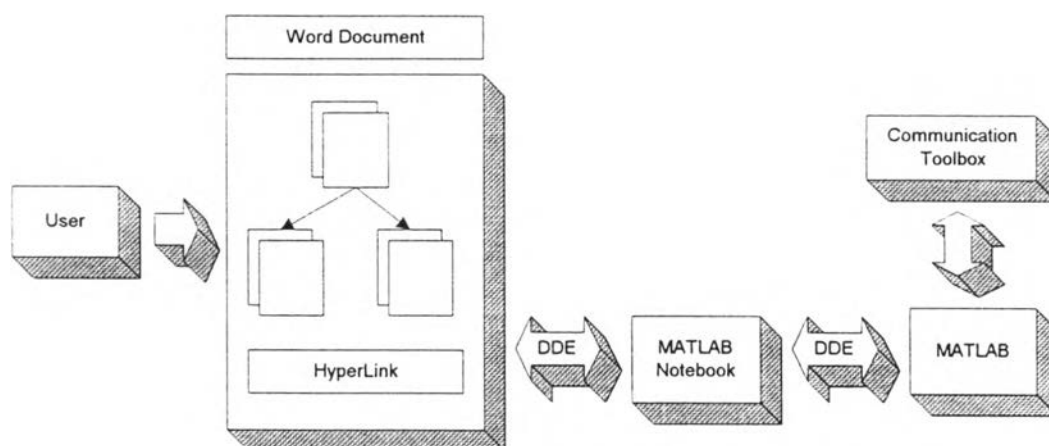 Word Document
Communication
Toolbox
User
DDE
MATLAB
Notebook
DDE
MATLAB
HyperLink